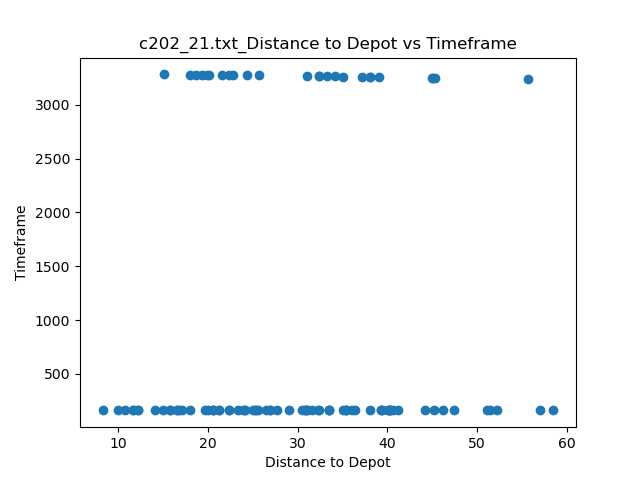 c202_21.txt_Distance to Depot vs Timeframe
3000
2500
2000
1500
1000
500
Timeframe
10 20 30 40 50 60
Distance to Depot